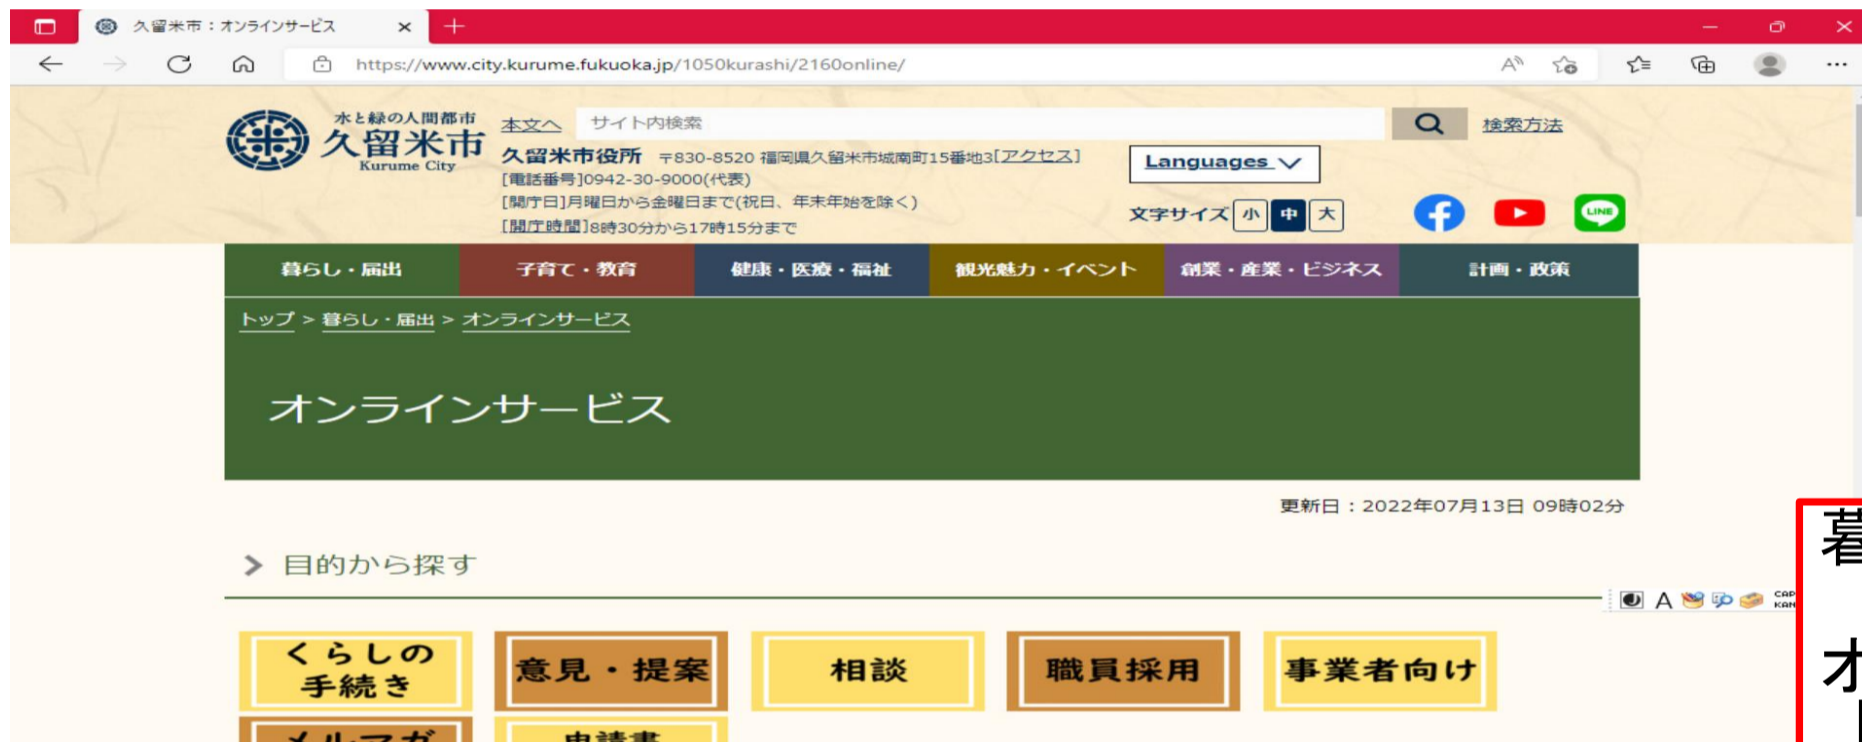 久留米市：オンラインサービス
https://www.city.kurume.fukuoka.jp/1050kurashi/2160online/
水と緑の人間都市
久留米市
Kurume City
本文へ
サイト内検索
検索方法
久留米市役所 〒830-8520 福岡県久留米市城南町15番地3[アクセス]
[電話番号]0942-30-9000(代表)
[開庁日]月曜日から金曜日まで(祝日、年末年始を除く)
[開庁時間]8時30分から17時15分まで
Languages
文字サイズ 小 中 大
LINE
暮らし・届出 子育て・教育 健康・医療・福祉 観光魅力・イベント 創業・産業・ビジネス 計画・政策
トップ > 暮らし・届出 > オンラインサービス
オンラインサービス
更新日：2022年07月13日 09時02分
目的から探す
A
くらしの
手続き
意見・提案
相談
職員採用
事業者向け
メルマガ
申請書
暮
オ